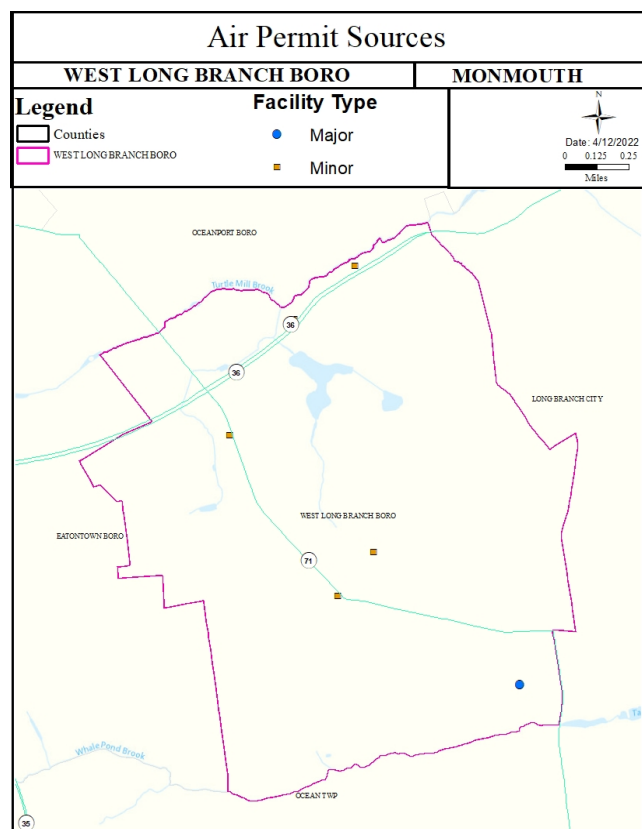 Air Permit Sources
WEST LONG BRANCH BORO
MONMOUTH
Legend
Counties
WEST LONG BRANCH BORO
Facility Type
Major
Minor
N
Date: 4/12/2022
0 0.125 0.25
Miles
OCEANPORT BORO
Turtle Mill Brook
36
36
LONG BRANCH CITY
WEST LONG BRANCH BORO
EATONTOWN BORO
71
Whale Pond Brook
OCEAN TWP
35